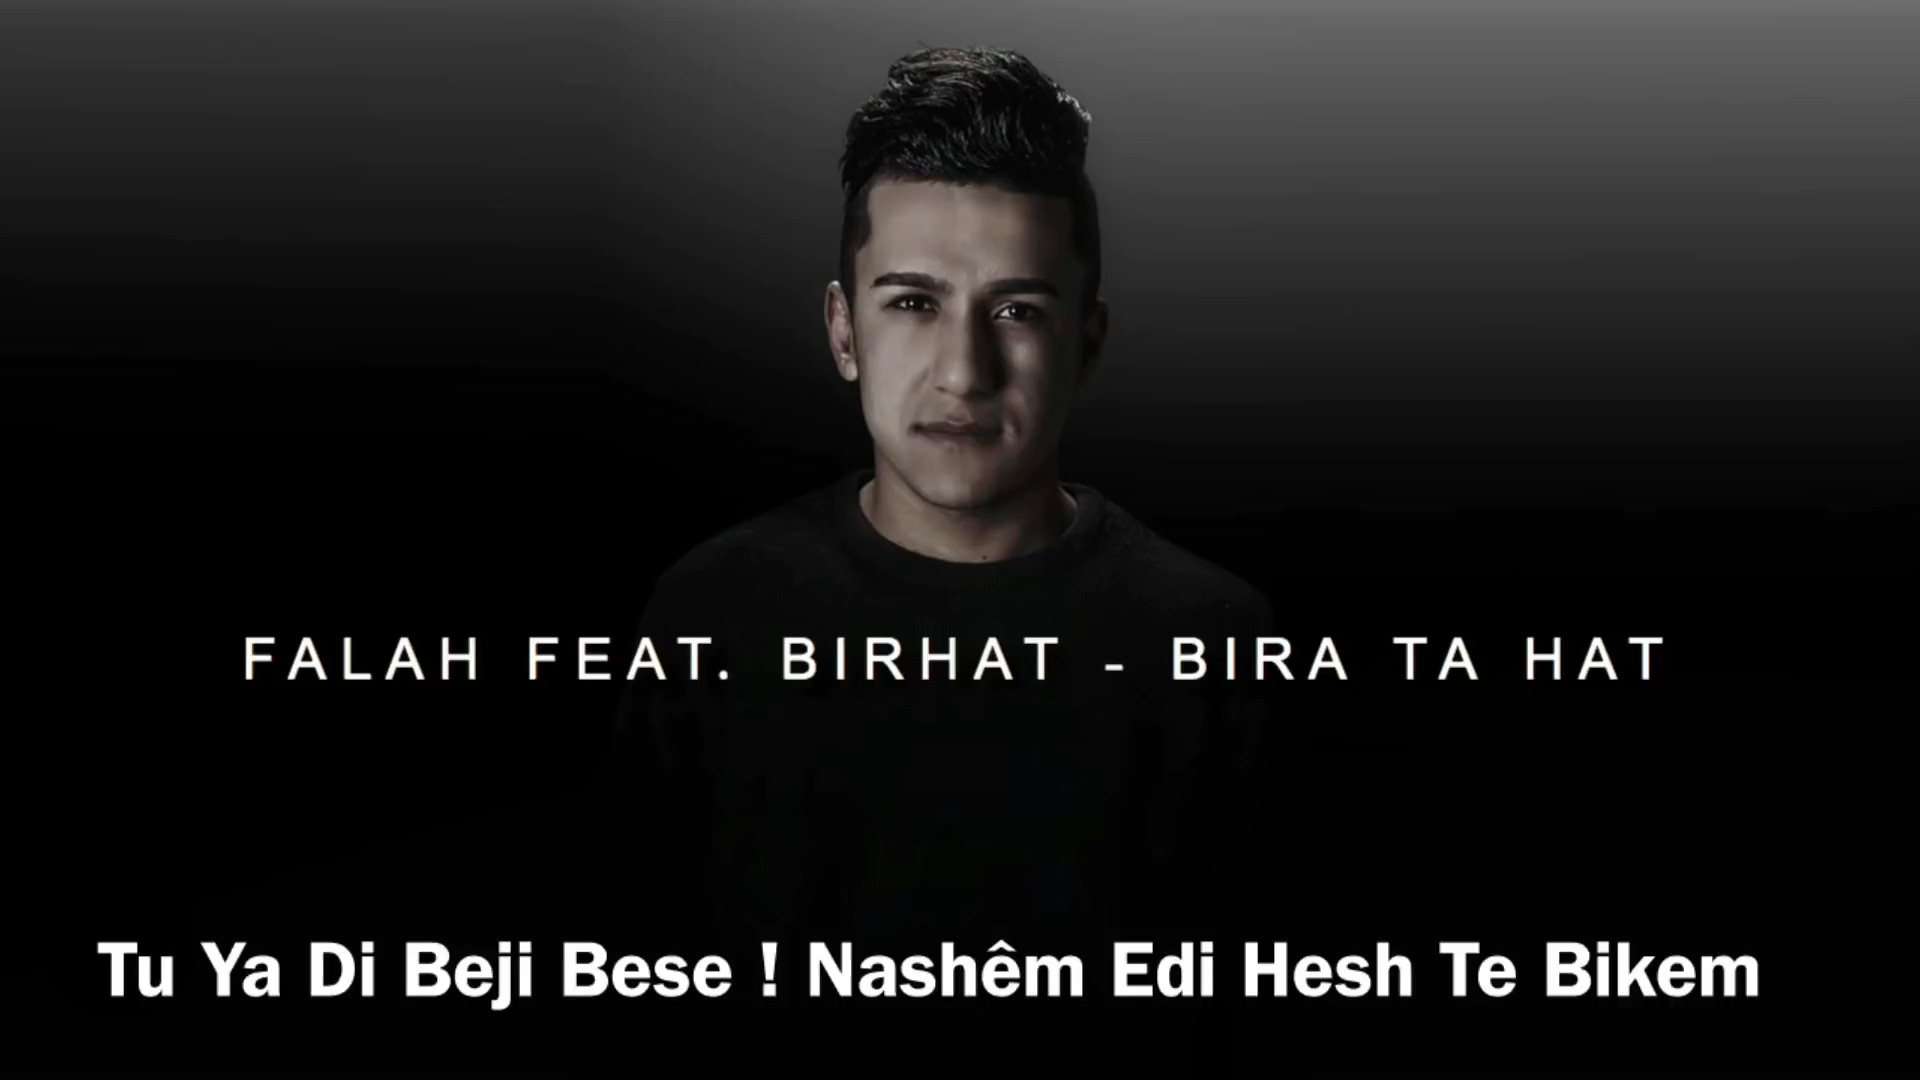 FALAH FEAT. BIRHAT - BIRA TA HAT
Tu Ya Di Beji Bese ! Nashêm Edi Hesh Te Bikem